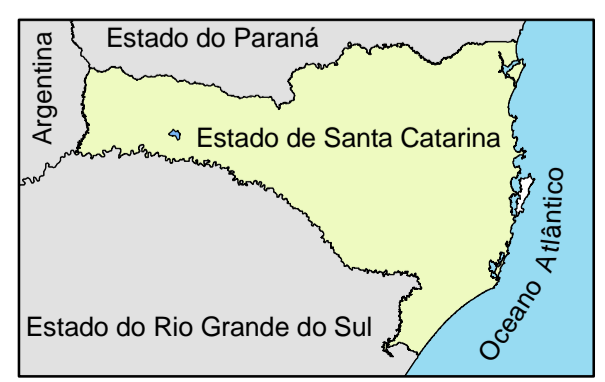 Estado do Paraná
Argentina
Estado de Santa Catarina
Oceano Atlântico
Estado do Rio Grande do Sul